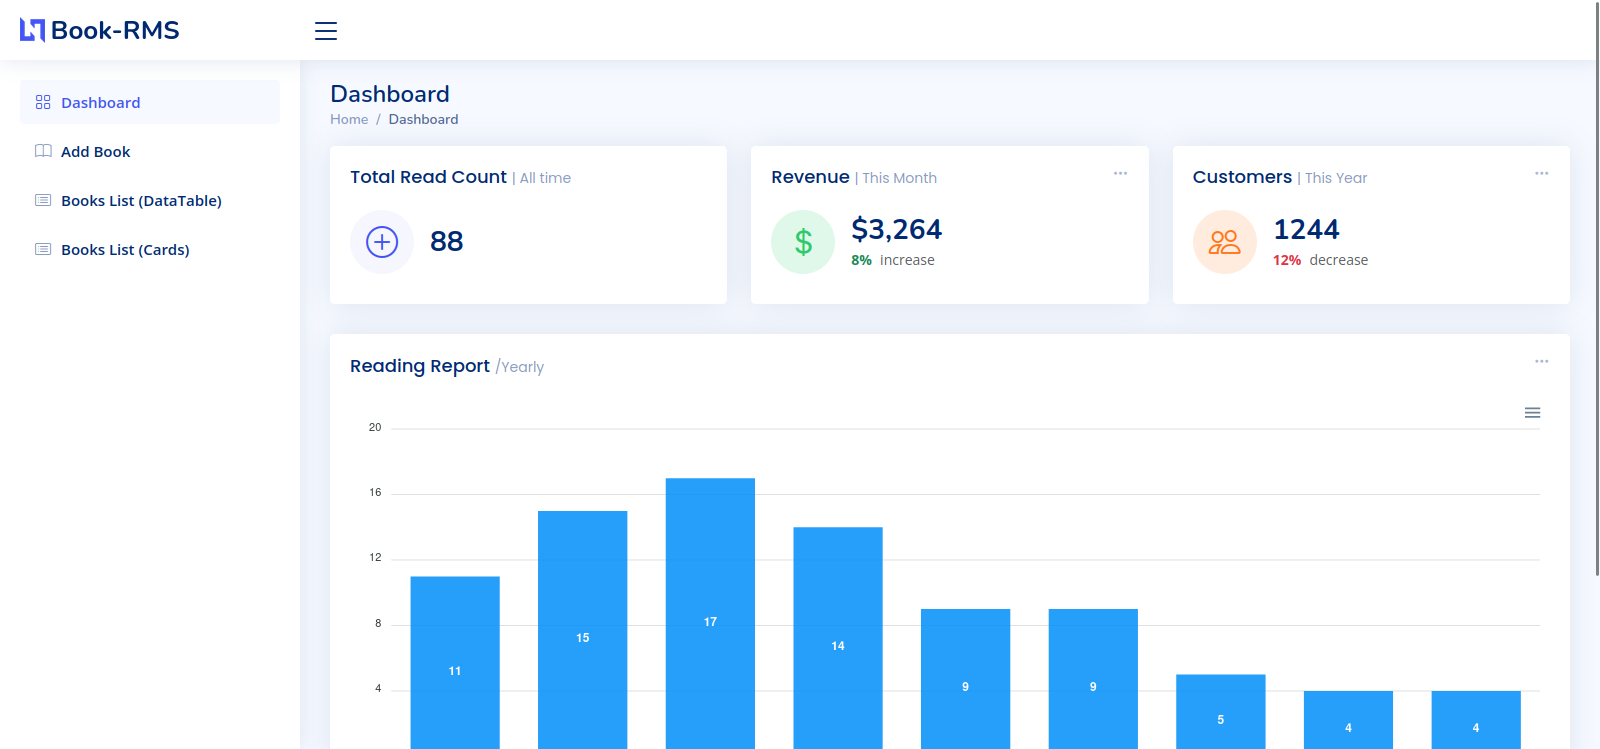 Book-RMS
Dashboard
Add Book
Books List (DataTable)
Books List (Cards)
Dashboard
Home / Dashboard
Total Read Count | All time
88
Revenue | This Month
$3,264
8% increase
Customers | This Year
1244
12% decrease
Reading Report /Yearly
20
16
12
8
4
11
15
17
14
9
9
5
4
4